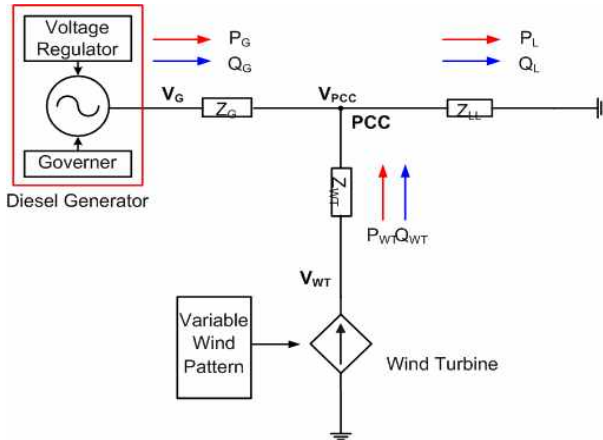 Voltage
Regulator
Governer
Diesel Generator
P_G
Q_G
P_L
Q_L
V_G
Z_G
V_PCC
PCC
Z_LL
Z_WT
P_WT Q_WT
V_WT
Variable
Wind
Pattern
Wind Turbine